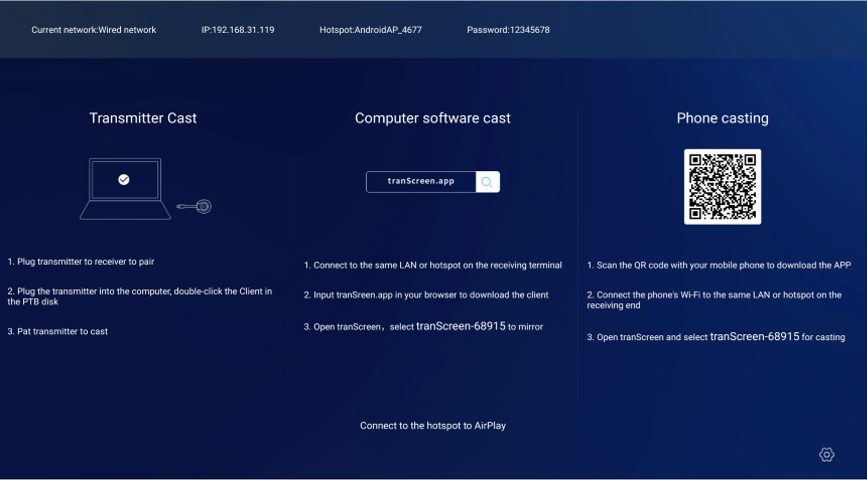 Current network:Wired network IP:192.168.31.119 Hotspot:AndroidAP_4677 Password:12345678
Transmitter Cast
1. Plug transmitter to receiver to pair
2. Plug the transmitter into the computer, double-click the Client in
the PTB disk
3. Pat transmitter to cast
Computer software cast
tranScreen.app
1. Connect to the same LAN or hotspot on the receiving terminal
2. Input tranSreen.app in your browser to download the client
3. Open tranScreen，select tranScreen-68915 to mirror
Phone casting
1. Scan the QR code with your mobile phone to download the APP
2. Connect the phone's Wi-Fi to the same LAN or hotspot on the
receiving end
3. Open tranScreen and select tranScreen-68915 for casting
Connect to the hotspot to AirPlay